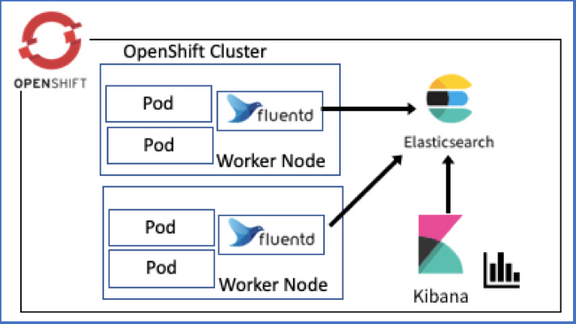 OpenShift Cluster
OPENSHIFT
Pod
fluentd
Pod
Worker Node
Elasticsearch
Pod
fluentd
Pod
Worker Node
Kibana